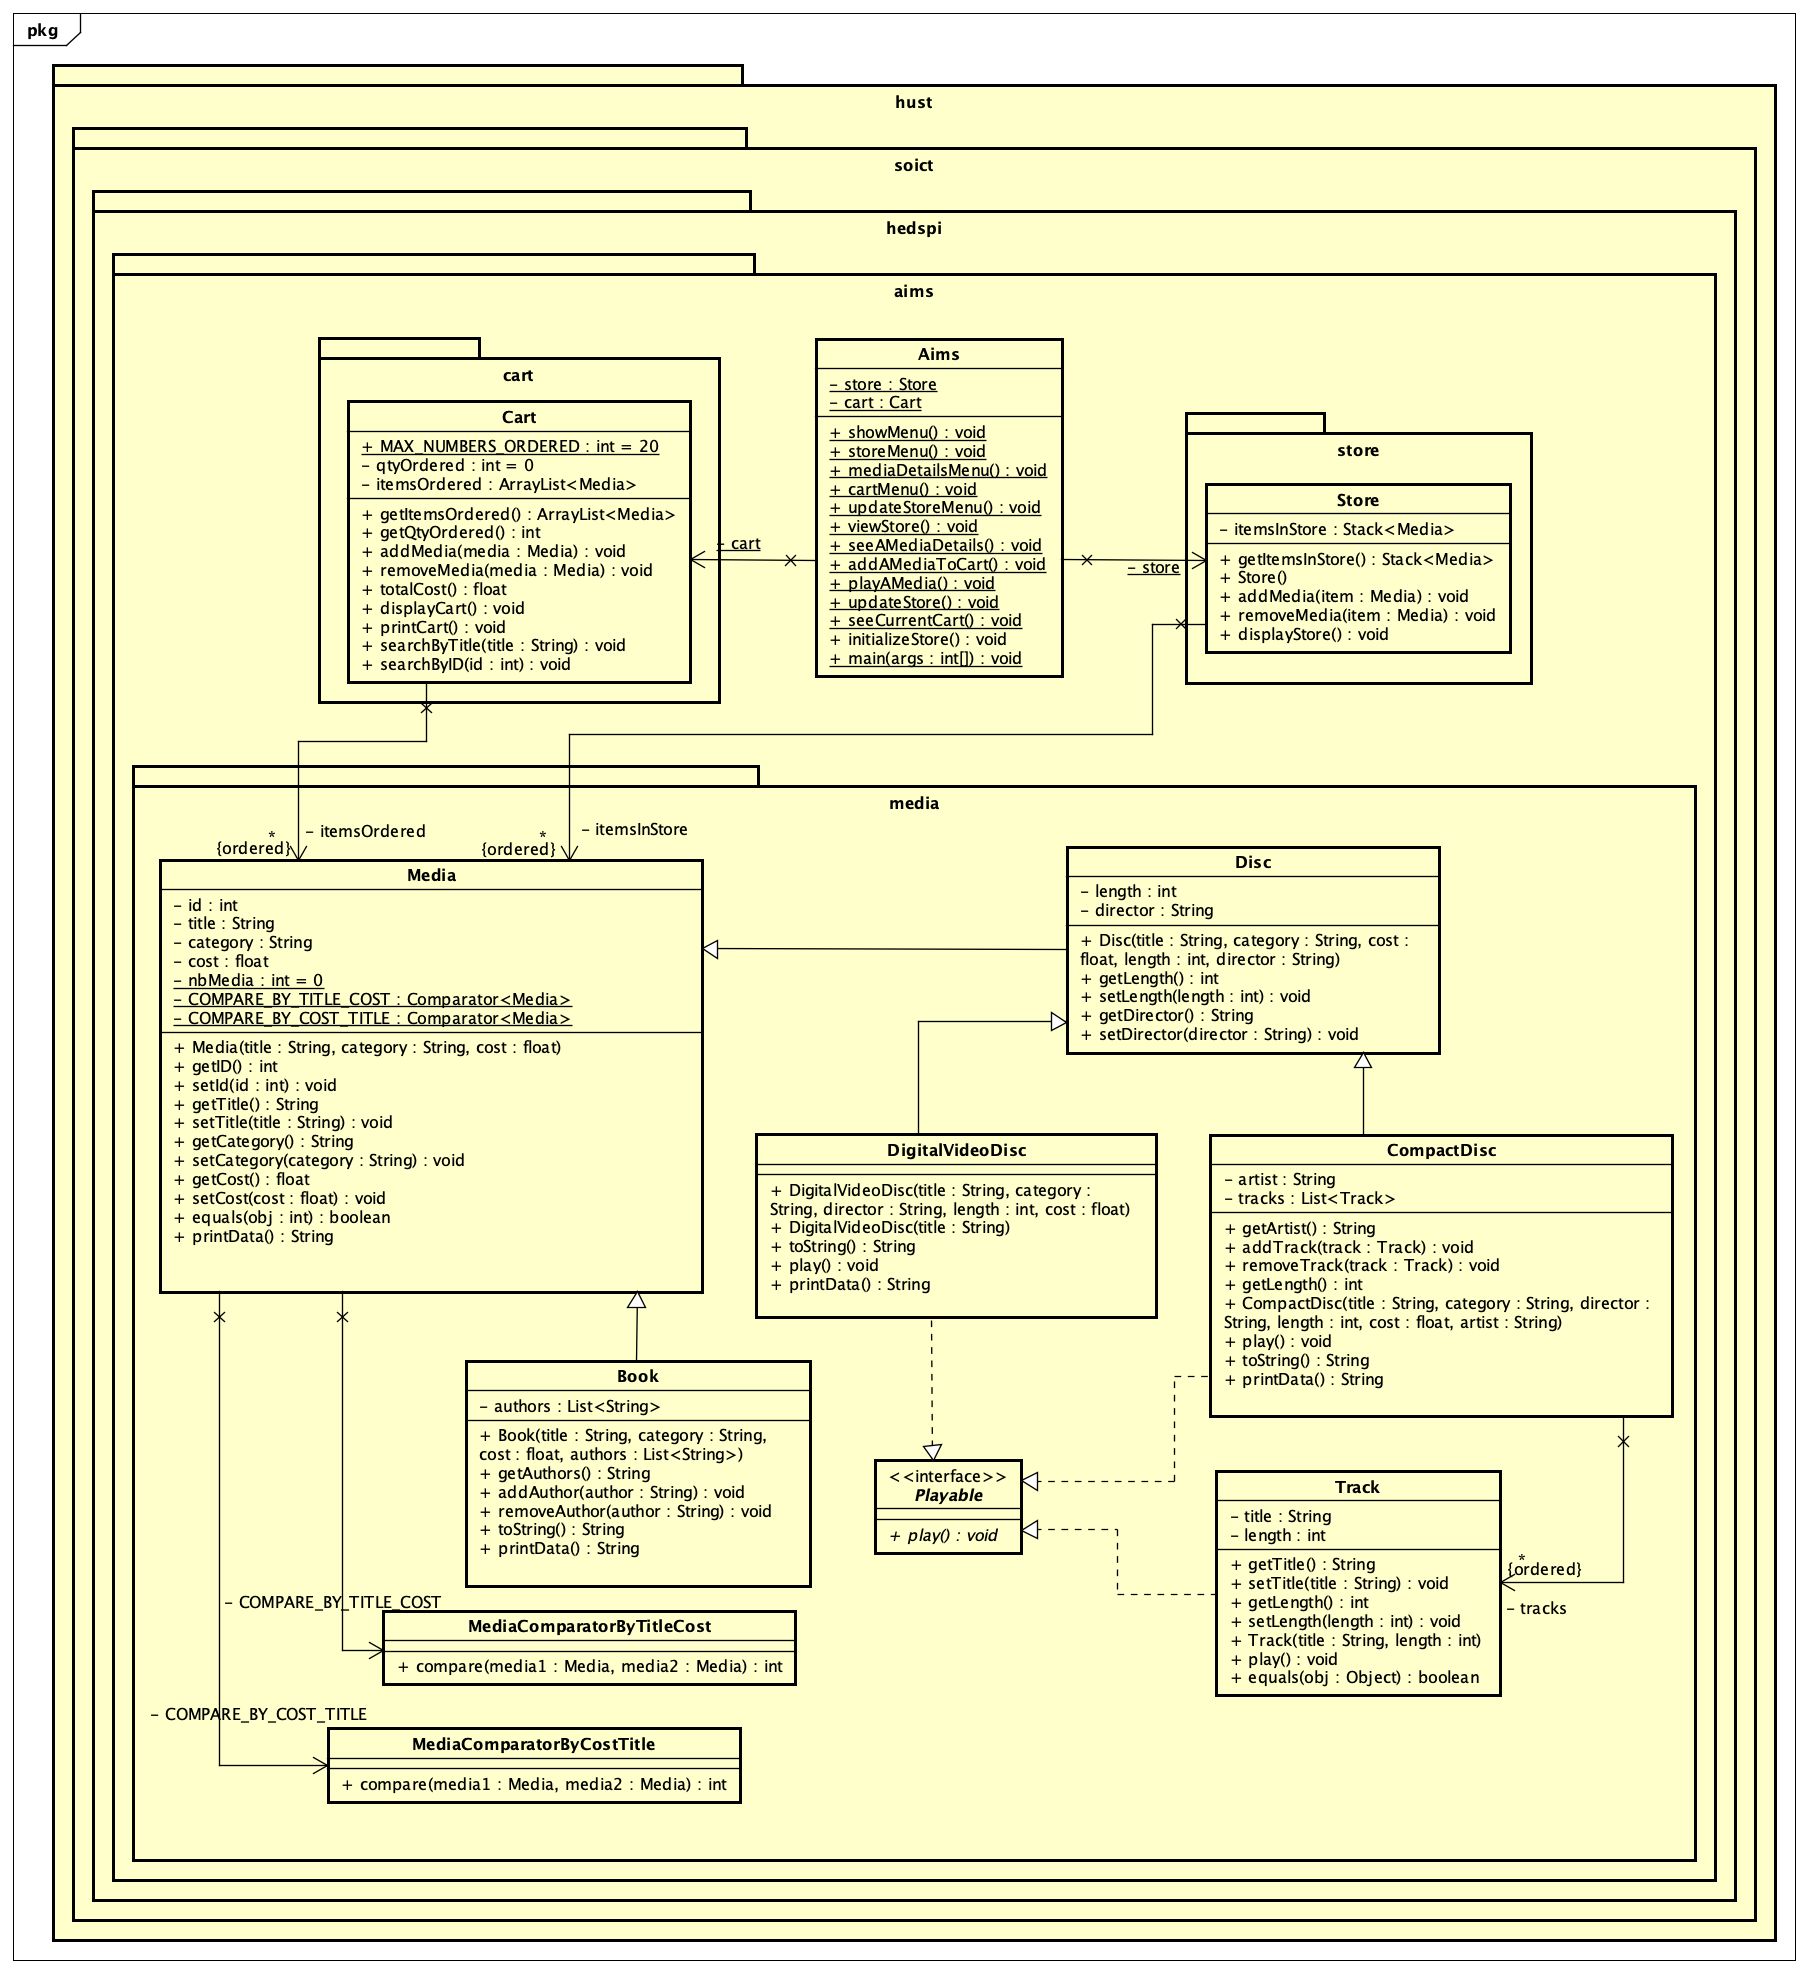 pkg
hust
soict
hedspi
aims
cart
Cart
+ MAX_NUMBERS_ORDERED : int = 20
- qtyOrdered : int = 0
- itemsOrdered : ArrayList<Media>
+ getItemsOrdered() : ArrayList<Media>
+ getQtyOrdered() : int
+ addMedia(media : Media) : void
+ removeMedia(media : Media) : void
+ totalCost() : float
+ displayCart() : void
+ printCart() : void
+ searchByTitle(title : String) : void
+ searchByID(id : int) : void
- cart
Aims
- store : Store
- cart : Cart
+ showMenu() : void
+ storeMenu() : void
+ mediaDetailsMenu() : void
+ cartMenu() : void
+ updateStoreMenu() : void
+ viewStore() : void
+ seeAMediaDetails() : void
+ addAMediaToCart() : void
+ playAMedia() : void
+ updateStore() : void
+ seeCurrentCart() : void
+ initializeStore() : void
+ main(args : int[]) : void
- store
store
Store
- itemsInStore : Stack<Media>
+ getItemsInStore() : Stack<Media>
+ Store()
+ addMedia(item : Media) : void
+ removeMedia(item : Media) : void
+ displayStore() : void
media
*
{ordered}
- itemsOrdered
*
{ordered}
- itemsInStore
Media
- id : int
- title : String
- category : String
- cost : float
- nbMedia : int = 0
- COMPARE_BY_TITLE_COST : Comparator<Media>
- COMPARE_BY_COST_TITLE : Comparator<Media>
+ Media(title : String, category : String, cost : float)
+ getID() : int
+ setId(id : int) : void
+ getTitle() : String
+ setTitle(title : String) : void
+ getCategory() : String
+ setCategory(category : String) : void
+ getCost() : float
+ setCost(cost : float) : void
+ equals(obj : int) : boolean
+ printData() : String
Disc
- length : int
- director : String
+ Disc(title : String, category : String, cost :
float, length : int, director : String)
+ getLength() : int
+ setLength(length : int) : void
+ getDirector() : String
+ setDirector(director : String) : void
DigitalVideoDisc
+ DigitalVideoDisc(title : String, category :
String, director : String, length : int, cost : float)
+ DigitalVideoDisc(title : String)
+ toString() : String
+ play() : void
+ printData() : String
CompactDisc
- artist : String
- tracks : List<Track>
+ getArtist() : String
+ addTrack(track : Track) : void
+ removeTrack(track : Track) : void
+ getLength() : int
+ CompactDisc(title : String, category : String, director :
String, length : int, cost : float, artist : String)
+ play() : void
+ toString() : String
+ printData() : String
Book
- authors : List<String>
+ Book(title : String, category : String,
cost : float, authors : List<String>)
+ getAuthors() : String
+ addAuthor(author : String) : void
+ removeAuthor(author : String) : void
+ toString() : String
+ printData() : String
<<interface>>
Playable
+ play() : void
Track
- title : String
- length : int
+ getTitle() : String
+ setTitle(title : String) : void
+ getLength() : int
+ setLength(length : int) : void
+ Track(title : String, length : int)
+ play() : void
+ equals(obj : Object) : boolean
*
{ordered}
- tracks
- COMPARE_BY_TITLE_COST
MediaComparatorByTitleCost
+ compare(media1 : Media, media2 : Media) : int
- COMPARE_BY_COST_TITLE
MediaComparatorByCostTitle
+ compare(media1 : Media, media2 : Media) : int